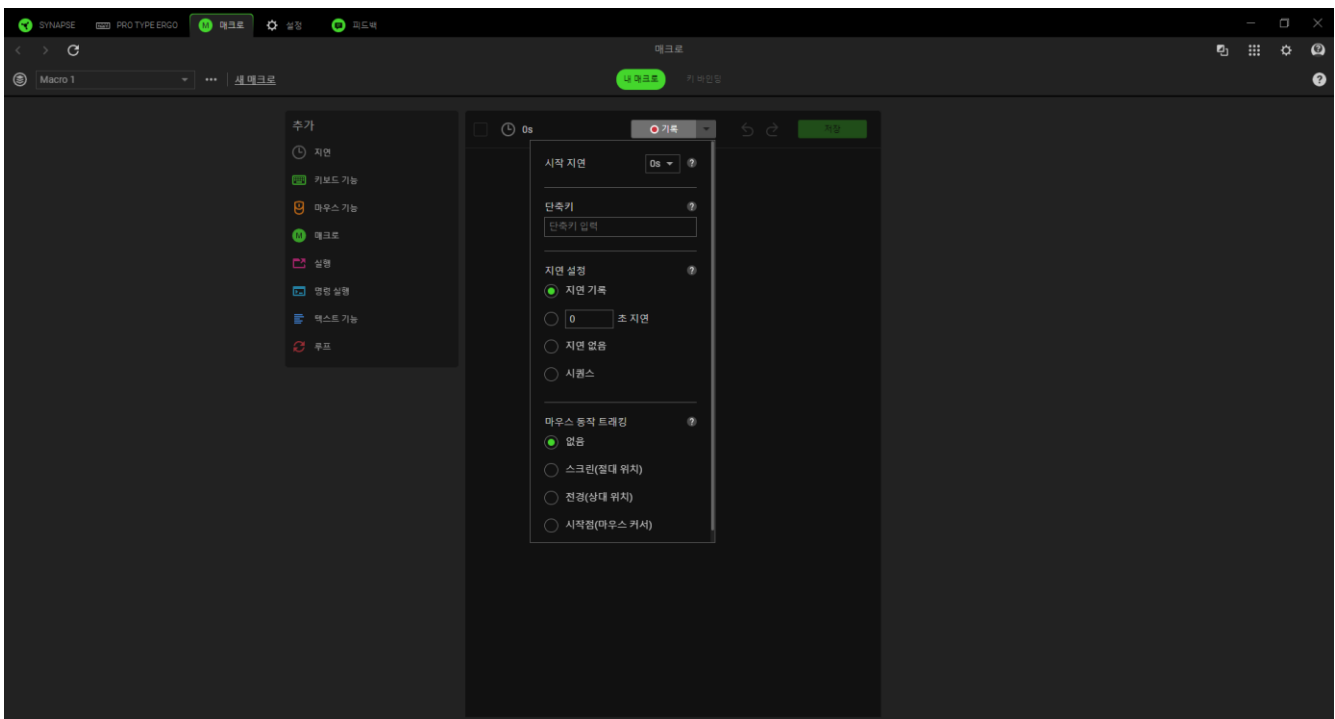 SYNAPSE PRO TYPE ERGO 매크로 설정 피드백
매크로
Macro 1 새 매크로 내 매크로 키 바인딩
추가
지연
키보드 기능
마우스 기능
매크로
실행
명령 실행
텍스트 기능
루프
0s 기록 저장
시작 지연 0s
단축키
단축키 입력
지연 설정
지연 기록
0 초 지연
지연 없음
시퀀스
마우스 동작 트래킹
없음
스크린(절대 위치)
전경(상대 위치)
시작점(마우스 커서)